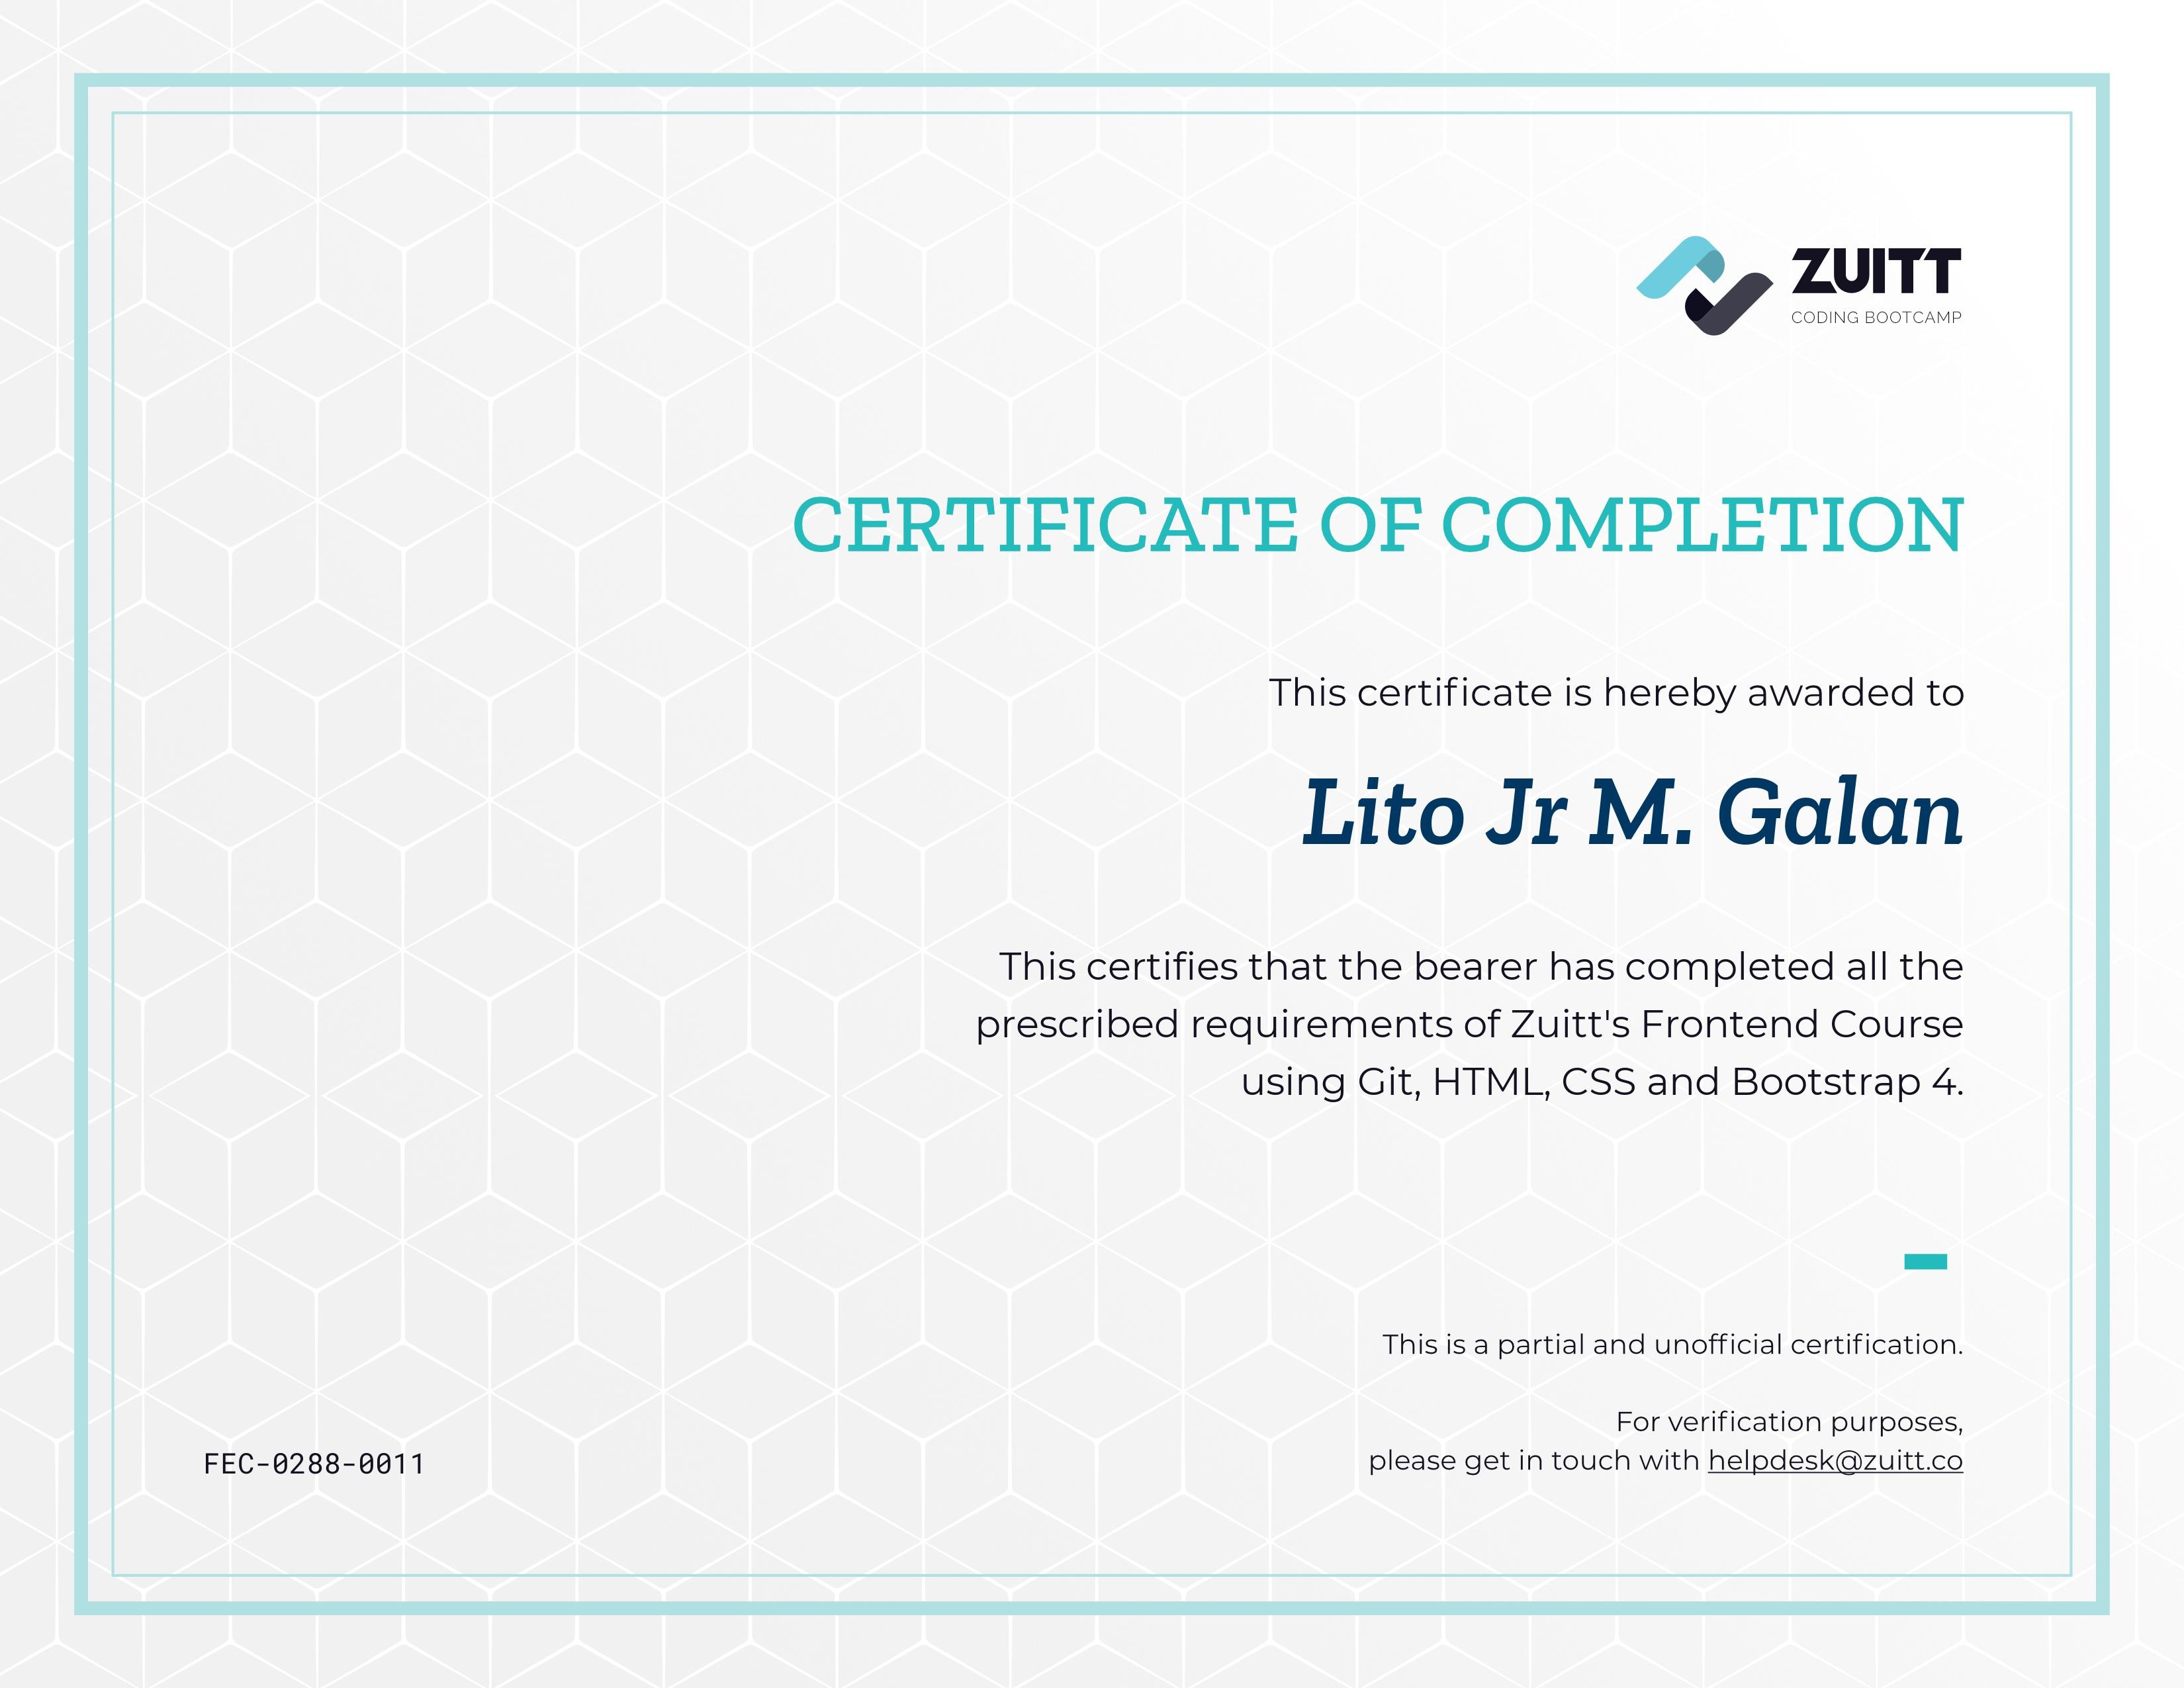 ZUITT
CODING BOOTCAMP
CERTIFICATE OF COMPLETION
This certificate is hereby awarded to
Lito Jr M. Galan
This certifies that the bearer has completed all the
prescribed requirements of Zuitt's Frontend Course
using Git, HTML, CSS and Bootstrap 4.
This is a partial and unofficial certification.
For verification purposes,
please get in touch with helpdesk@zuitt.co
FEC-0288-0011